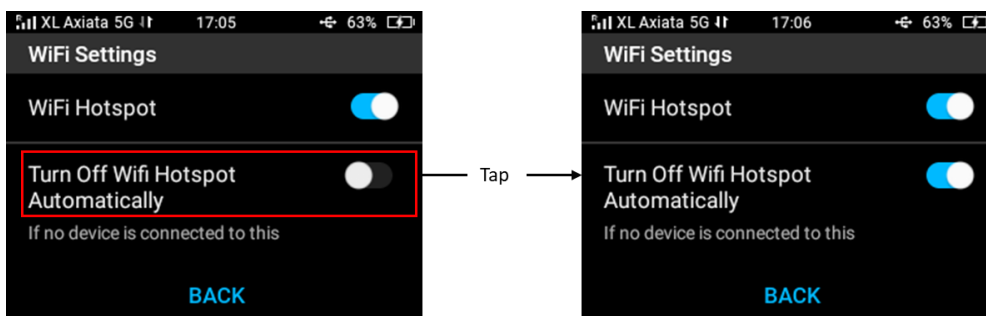 R XL Axiata 5G 17:05 63%
WiFi Settings
WiFi Hotspot
Turn Off Wifi Hotspot
Automatically
If no device is connected to this
BACK
Tap
R XL Axiata 5G 17:06 63%
WiFi Settings
WiFi Hotspot
Turn Off Wifi Hotspot
Automatically
If no device is connected to this
BACK